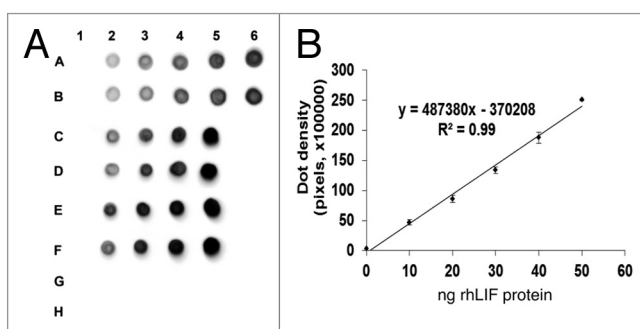 A
1 2 3 4 5 6
A
B
C
D
E
F
G
H
B
Dot density
(pixels, x100000)
300
250
200
150
100
50
0
y = 487380x - 370208
R² = 0.99
0 10 20 30 40 50 60
ng rhLIF protein